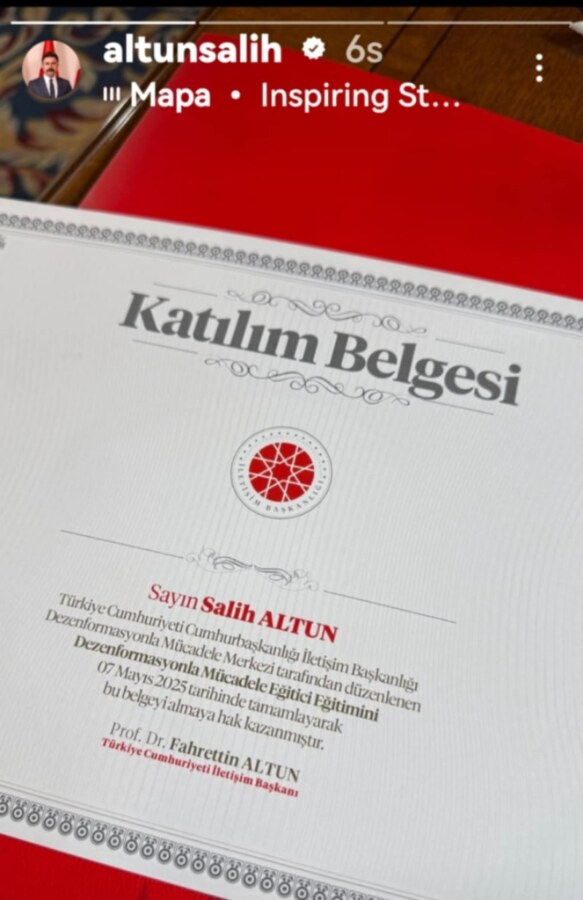 altunsalih 6s
Mapa • Inspiring St...
Katılım Belgesi
İLETİŞİM BAŞKANLIĞI
Sayın Salih ALTUN
Türkiye Cumhuriyeti Cumhurbaşkanlığı İletişim Başkanlığı
Dezenformasyonla Mücadele Merkezi tarafından düzenlenen
Dezenformasyonla Mücadele Eğitici Eğitimini
07 Mayıs 2025 tarihinde tamamlayarak
bu belgeyi almaya hak kazanmıştır.
Prof. Dr. Fahrettin ALTUN
Türkiye Cumhuriyeti İletişim Başkanı